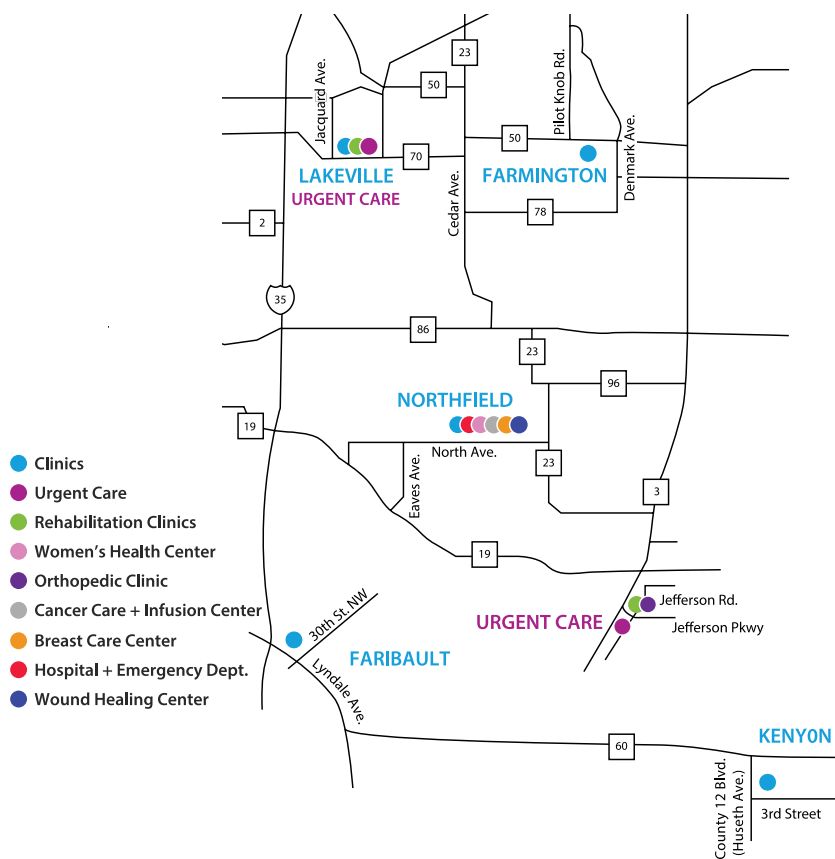 23
50
Jacquard Ave.
Pilot Knob Rd.
50
70
Denmark Ave.
LAKEVILLE
URGENT CARE
FARMINGTON
Cedar Ave.
2
78
35
86
23
96
NORTHFIELD
19
North Ave.
Eaves Ave.
23
3
19
Clinics
Urgent Care
Rehabilitation Clinics
Women's Health Center
Orthopedic Clinic
Cancer Care + Infusion Center
Breast Care Center
Hospital + Emergency Dept.
Wound Healing Center
30th St. NW
Lyndale Ave.
FARIBAULT
URGENT CARE
Jefferson Rd.
Jefferson Pkwy
60
KENYON
County 12 Blvd.
(Huseth Ave.)
3rd Street